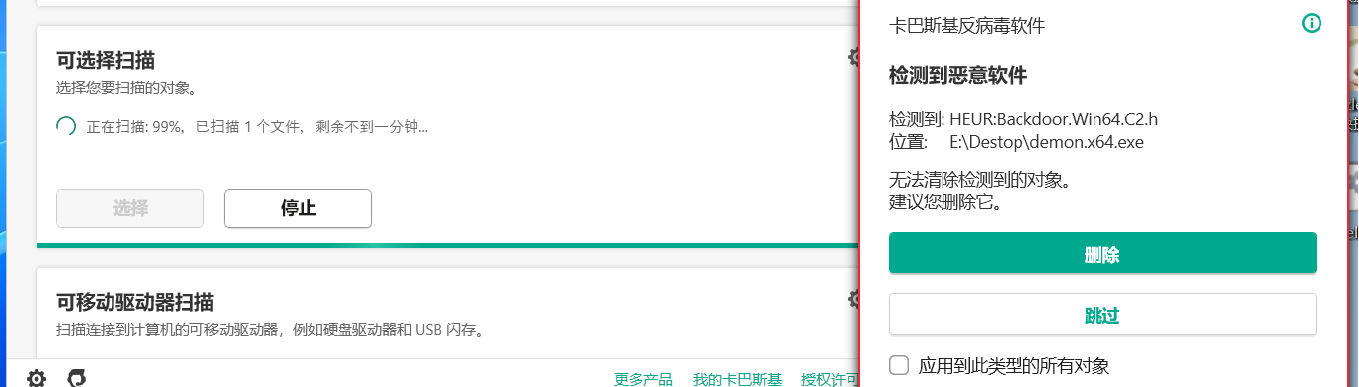 可选择扫描
选择您要扫描的对象。
正在扫描: 99%，已扫描 1 个文件，剩余不到一分钟...
选择
停止
可移动驱动器扫描
扫描连接到计算机的可移动驱动器，例如硬盘驱动器和 USB 闪存。
更多产品 我的卡巴斯基 授权许可
卡巴斯基反病毒软件
检测到恶意软件
检测到: HEUR:Backdoor.Win64.C2.h
位置: E:\Destop\demon.x64.exe
无法清除检测到的对象。
建议您删除它。
删除
跳过
应用到此类型的所有对象